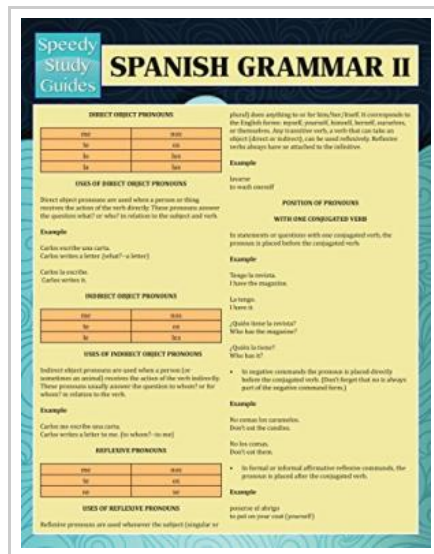 Speedy
Study
Guides
SPANISH GRAMMAR II
DIRECT OBJECT PRONOUNS
me nos
te os
lo los
la las
USES OF DIRECT OBJECT PRONOUNS
Direct object pronouns are used when a person or thing
receives the action of the verb directly. These pronouns answer
the question what? or who? in relation to the subject and verb.
Example
Carlos escribe una carta.
Carlos writes a letter (what?- a letter)
Carlos la escribe.
Carlos writes it.
INDIRECT OBJECT PRONOUNS
me nos
te os
le les
USES OF INDIRECT OBJECT PRONOUNS
Indirect object pronouns are used when a person (or
sometimes an animal) receives the action of the verb indirectly.
These pronouns usually answer the question to whom? or for
whom? in relation to the verb.
Example
Carlos me escribe una carta.
Carlos writes a letter to me. (to whom?- to me)
REFLEXIVE PRONOUNS
me nos
te os
se se
USES OF REFLEXIVE PRONOUNS
Reflexive pronouns are used whenever the subject (singular or
plural) does anything to or for him/her/itself. It corresponds to
the English forms: myself, yourself, himself, herself, ourselves,
or themselves. Any transitive verb, a verb that can take an
object (direct or indirect), can be used reflexively. Reflexive
verbs always have se attached to the infinitive.
Example
lavarse
to wash oneself
POSITION OF PRONOUNS
WITH ONE CONJUGATED VERB
In statements or questions with one conjugated verb, the
pronoun is placed before the conjugated verb.
Example
Tengo la revista.
I have the magazine.
La tengo.
I have it.
¿Quién tiene la revista?
Who has the magazine?
¿Quién la tiene?
Who has it?
• In negative commands the pronoun is placed directly
before the conjugated verb. (Don't forget that no is always
part of the negative command form.)
Example
No comas los caramelos.
Don't eat the candies.
No los comas.
Don't eat them.
• In formal or informal affirmative reflexive commands, the
pronoun is placed after the conjugated verb.
Example
ponerse el abrigo
to put on your coat (yourself)